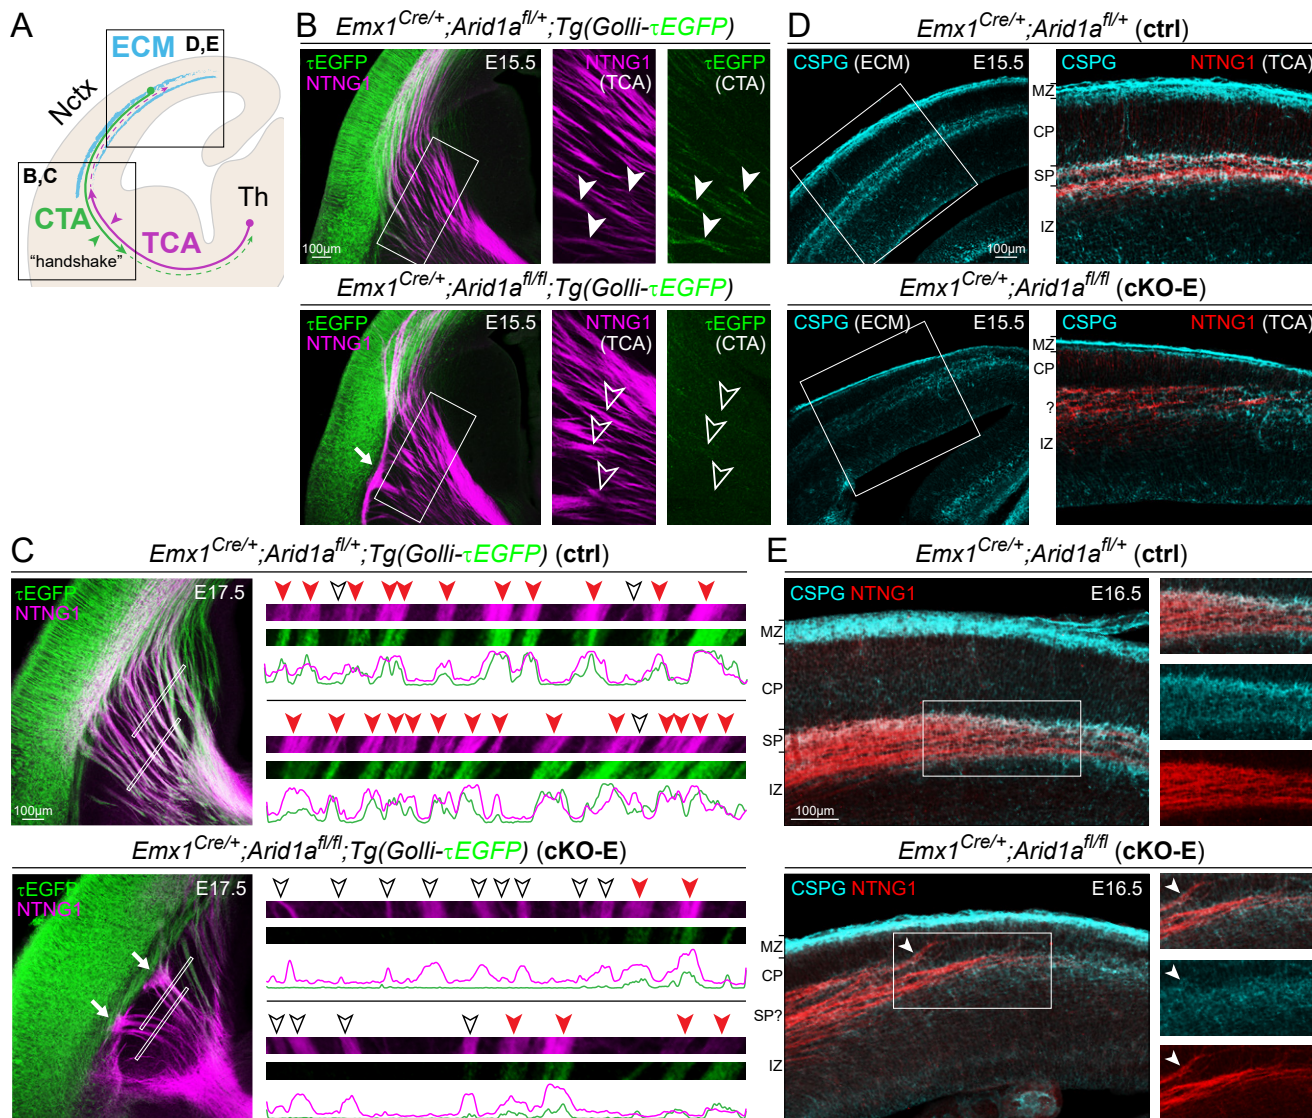 A
ECM
D,E
Nctx
B,C
CTA
TCA
Th
"handshake"
B
Emx1Cre/+;Arid1afl/+;Tg(Golli-τEGFP)
τEGFP
NTNG1
E15.5
100µm
NTNG1
(TCA)
τEGFP
(CTA)
Emx1Cre/+;Arid1afl/fl;Tg(Golli-τEGFP)
τEGFP
NTNG1
E15.5
100µm
NTNG1
(TCA)
τEGFP
(CTA)
D
Emx1Cre/+;Arid1afl/+ (ctrl)
CSPG (ECM)
E15.5
100µm
CSPG
NTNG1 (TCA)
MZ
CP
SP
IZ
Emx1Cre/+;Arid1afl/fl (cKO-E)
CSPG (ECM)
E15.5
CSPG
NTNG1 (TCA)
MZ
CP
?
IZ
C
Emx1Cre/+;Arid1afl/+;Tg(Golli-τEGFP) (ctrl)
τEGFP
NTNG1
E17.5
100µm
Emx1Cre/+;Arid1afl/fl;Tg(Golli-τEGFP) (cKO-E)
τEGFP
NTNG1
E17.5
E
Emx1Cre/+;Arid1afl/+ (ctrl)
CSPG NTNG1
E16.5
MZ
CP
SP
IZ
100µm
Emx1Cre/+;Arid1afl/fl (cKO-E)
CSPG NTNG1
E16.5
MZ
CP
SP?
IZ